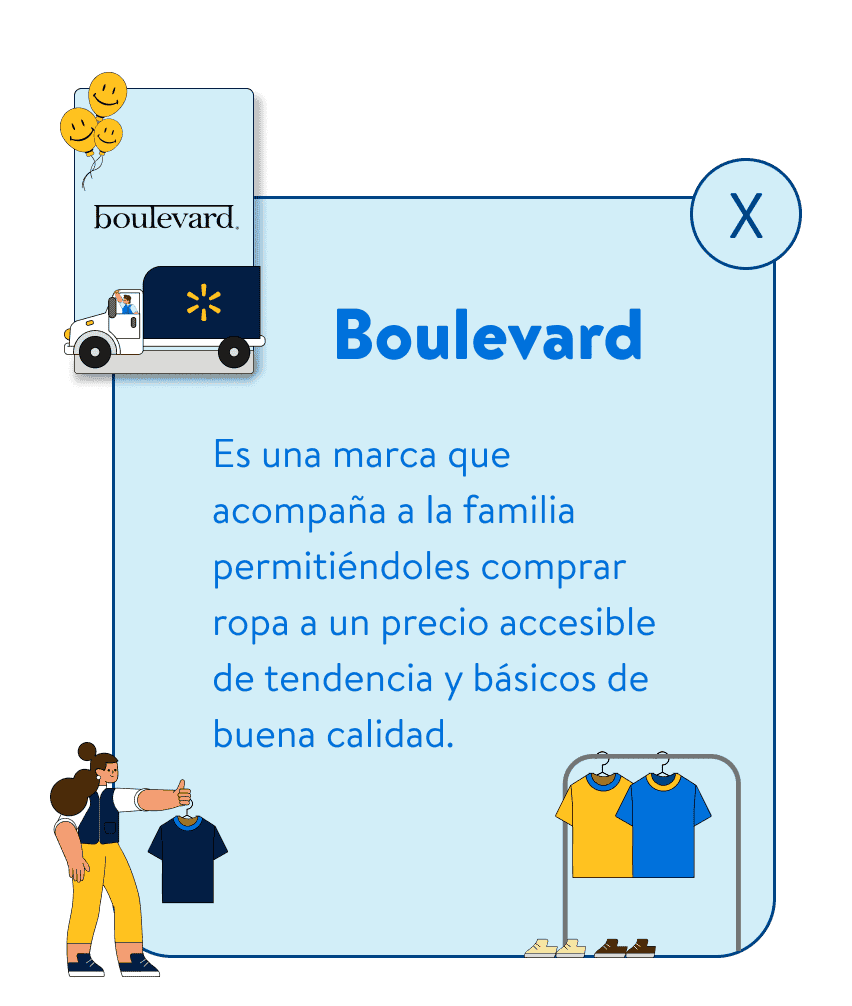 boulevard
X
Boulevard
Es una marca que
acompaña a la familia
permitiéndoles comprar
ropa a un precio accesible
de tendencia y básicos de
buena calidad.